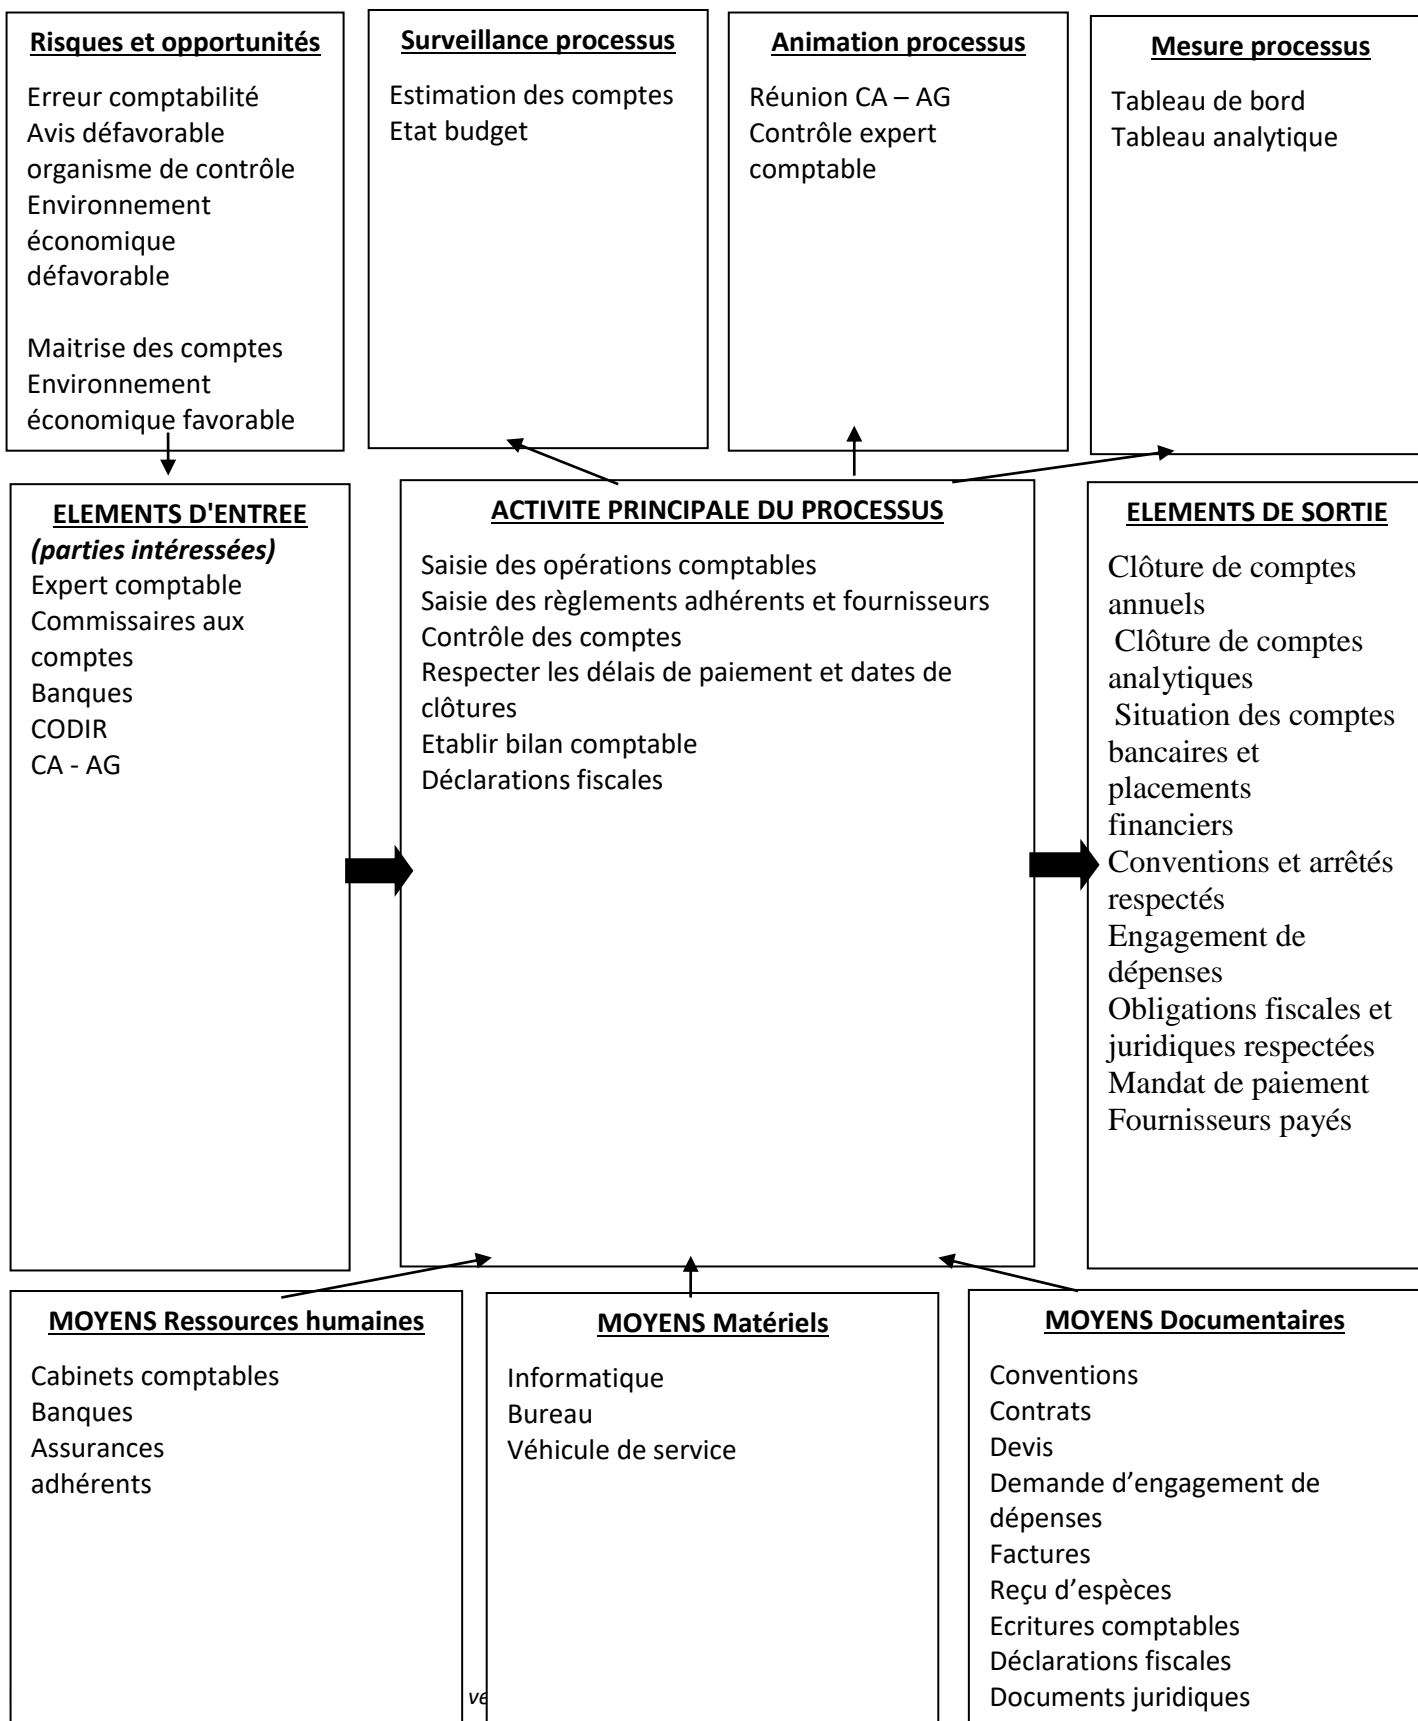 Risques et opportunités
Erreur comptabilité
Avis défavorable
organisme de contrôle
Environnement
économique
défavorable
Maitrise des comptes
Environnement
économique favorable
Surveillance processus
Estimation des comptes
Etat budget
Animation processus
Réunion CA – AG
Contrôle expert
comptable
Mesure processus
Tableau de bord
Tableau analytique
ELEMENTS D'ENTREE
(parties intéressées)
Expert comptable
Commissaires aux
comptes
Banques
CODIR
CA - AG
ACTIVITE PRINCIPALE DU PROCESSUS
Saisie des opérations comptables
Saisie des règlements adhérents et fournisseurs
Contrôle des comptes
Respecter les délais de paiement et dates de
clôtures
Etablir bilan comptable
Déclarations fiscales
ELEMENTS DE SORTIE
Clôture de comptes
annuels
Clôture de comptes
analytiques
Situation des comptes
bancaires et
placements
financiers
Conventions et arrêtés
respectés
Engagement de
dépenses
Obligations fiscales et
juridiques respectées
Mandat de paiement
Fournisseurs payés
MOYENS Ressources humaines
Cabinets comptables
Banques
Assurances
adhérents
MOYENS Matériels
Informatique
Bureau
Véhicule de service
MOYENS Documentaires
Conventions
Contrats
Devis
Demande d’engagement de
dépenses
Factures
Reçu d’espèces
Ecritures comptables
Déclarations fiscales
Documents juridiques